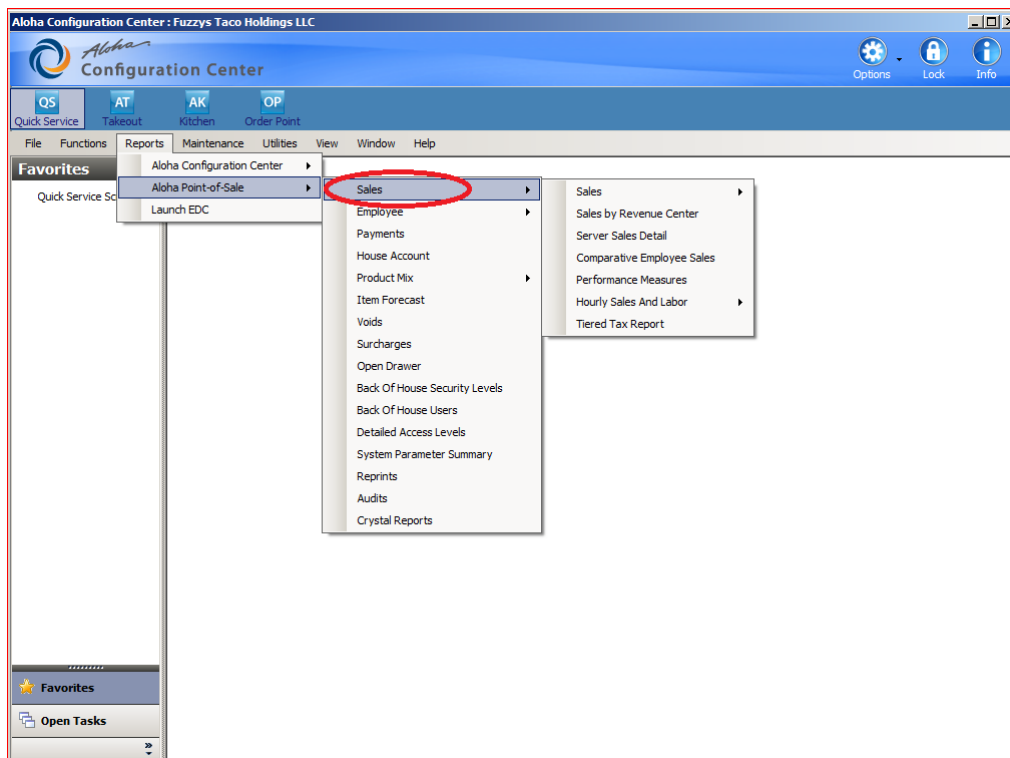 Aloha Configuration Center : Fuzzys Taco Holdings LLC
Aloha
Configuration Center
Options
Lock
Info
QS
AT
AK
OP
Quick Service
Takeout
Kitchen
Order Point
File Functions Reports Maintenance Utilities View Window Help
Favorites
Quick Service Sc
Aloha Configuration Center
Aloha Point-of-Sale
Launch EDC
Sales
Employee
Payments
House Account
Product Mix
Item Forecast
Voids
Surcharges
Open Drawer
Back Of House Security Levels
Back Of House Users
Detailed Access Levels
System Parameter Summary
Reprints
Audits
Crystal Reports
Sales
Sales by Revenue Center
Server Sales Detail
Comparative Employee Sales
Performance Measures
Hourly Sales And Labor
Tiered Tax Report
Favorites
Open Tasks